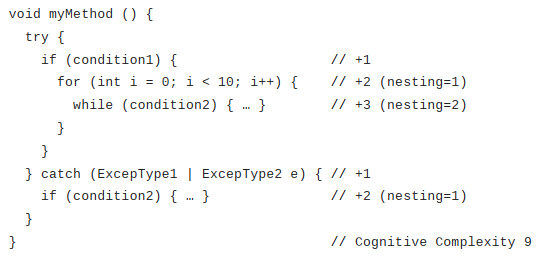 void myMethod () {
  try {
    if (condition1) {                   // +1
      for (int i = 0; i < 10; i++) {    // +2 (nesting=1)
        while (condition2) { … }        // +3 (nesting=2)
      }
    }
  } catch (ExcepType1 | ExcepType2 e) { // +1
    if (condition2) { … }               // +2 (nesting=1)
  }
}                                       // Cognitive Complexity 9